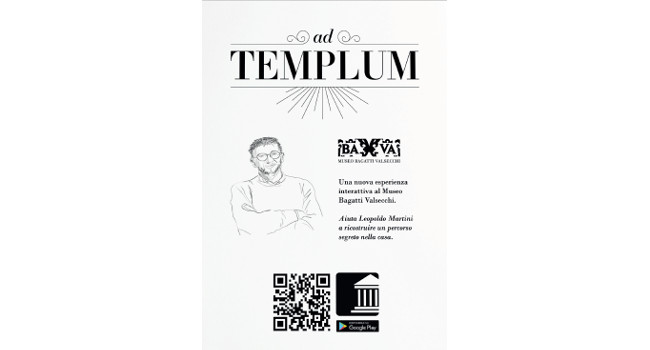 ad
TEMPLUM
BA VA
MUSEO BAGATTI VALSECCHI
Una nuova esperienza
interattiva al Museo
Bagatti Valsecchi.
Aiuta Leopoldo Martini
a ricostruire un percorso
segreto nella casa.
Google Play